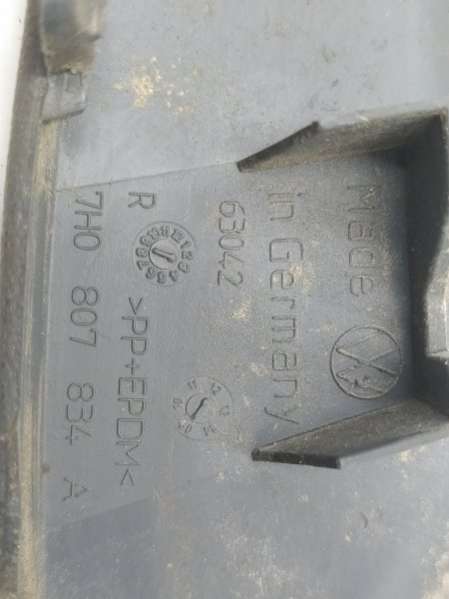 Made
in Germany
63042
R
>PP+EPDM<
7H0 807 834 A